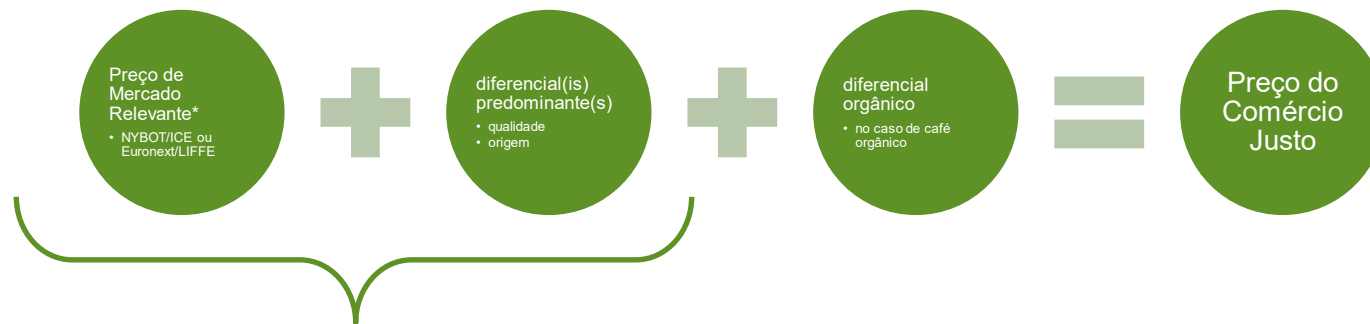 Preço de
Mercado
Relevante*
• NYBOT/ICE ou
Euronext/LIFFE
diferencial(is)
predominante(s)
• qualidade
• origem
diferencial
orgânico
• no caso de café
orgânico
Preço do
Comércio
Justo